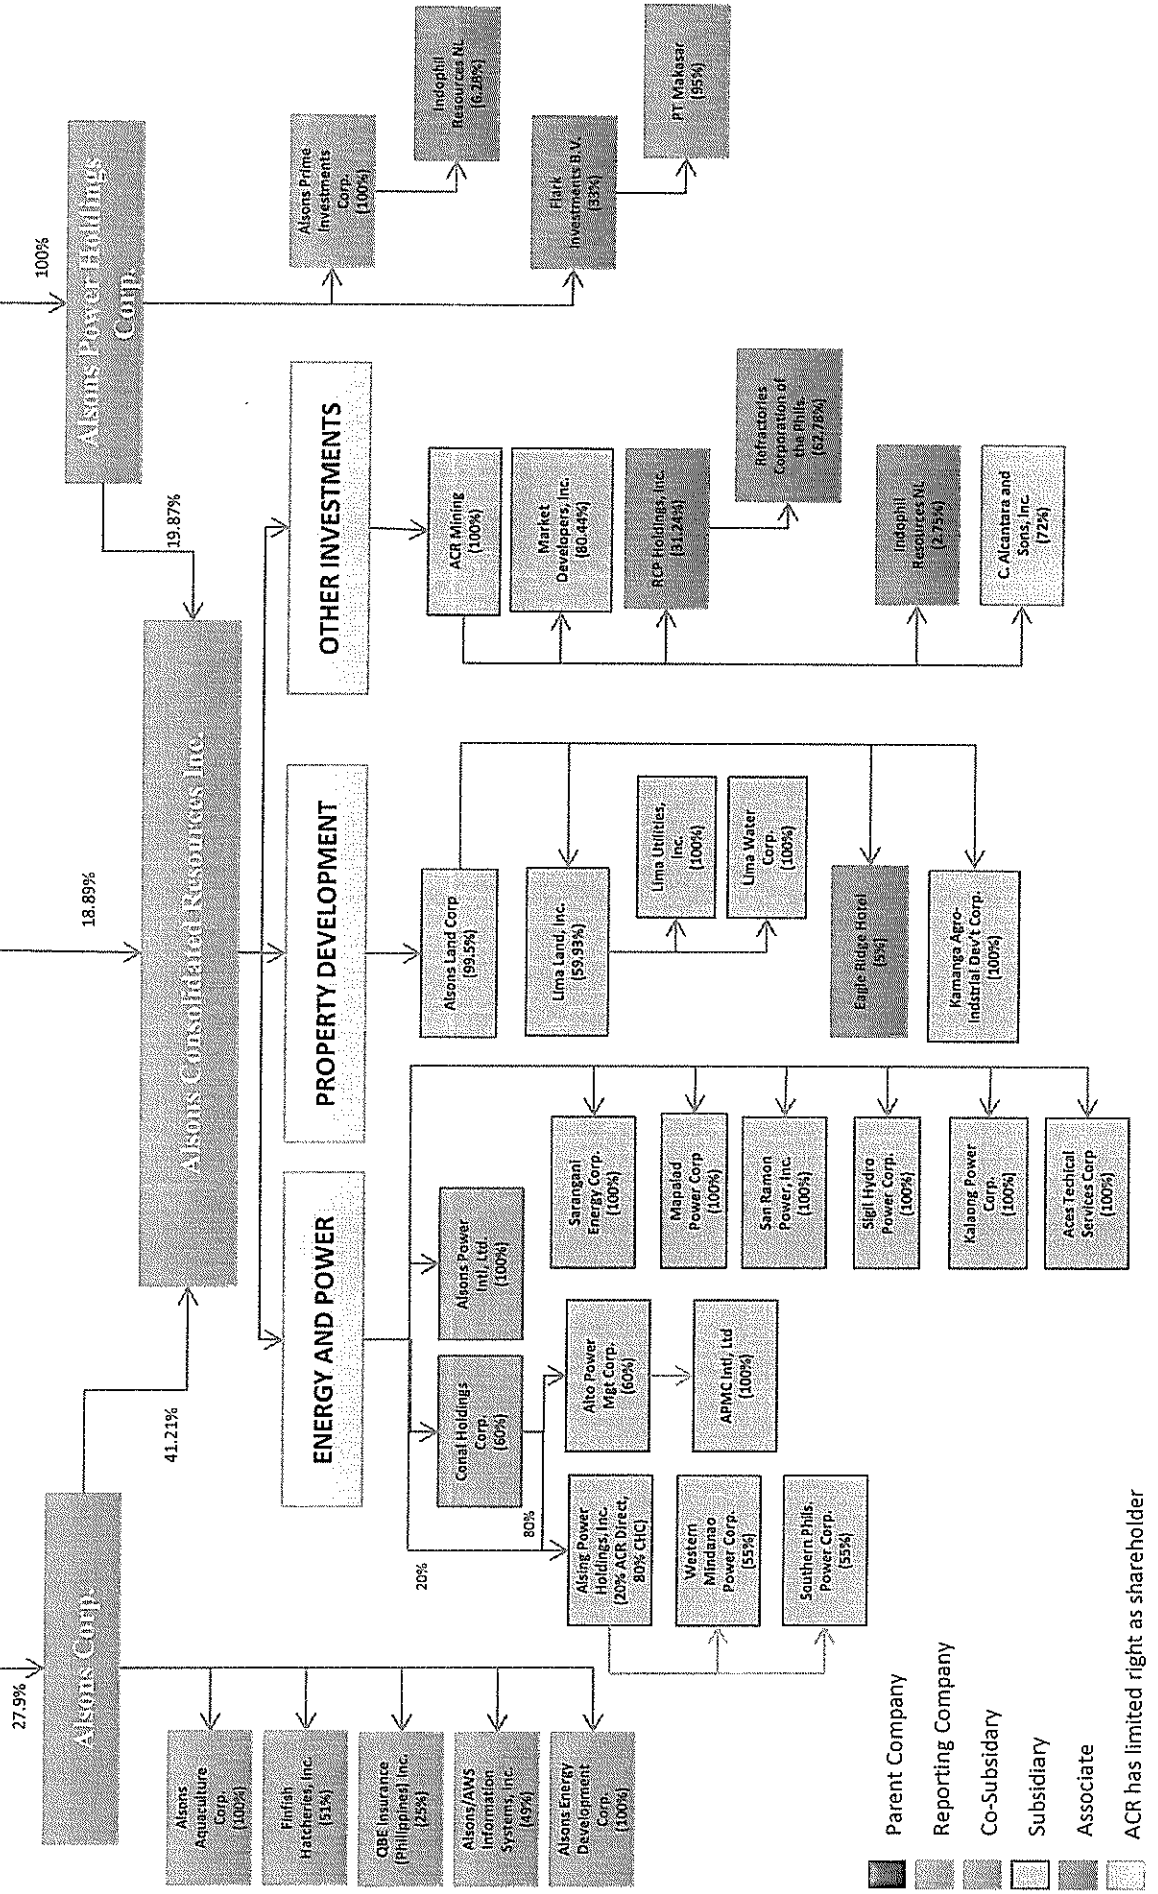 27.9%
Alsons Corp.
Alsons
Aquaculture
Corp.
(100%)
Finfish
Hatcheries, Inc.
(51%)
QBE Insurance
(Philippines) Inc.
(25%)
Alsons/AWS
Information
Systems, Inc.
(49%)
Alsons Energy
Development
Corp.
(100%)
41.21%
18.89%
Alsons Consolidated Resources Inc.
19.87%
100%
Alsons Power Holdings
Corp.
Alsons Prime
Investments
Corp.
(100%)
Indophil
Resources NL
(6.28%)
Flark
Investments B.V.
(33%)
PT Makasar
(95%)
ENERGY AND POWER
20%
80%
Conal Holdings
Corp.
(60%)
Alsons Power
Intl, Ltd.
(100%)
Alsing Power
Holdings, Inc.
(20% ACR Direct,
80% CHC)
Western
Mindanao
Power Corp.
(55%)
Southern Phils.
Power Corp.
(55%)
Alto Power
Mgt Corp.
(60%)
APMC Intl, Ltd
(100%)
Sarangani
Energy Corp.
(100%)
Mapalad
Power Corp
(100%)
San Ramon
Power, Inc.
(100%)
Sigil Hydro
Power Corp.
(100%)
Kalaong Power
Corp.
(100%)
Aces Techical
Services Corp
(100%)
PROPERTY DEVELOPMENT
Alsons Land Corp
(99.5%)
Lima Land, Inc.
(59.93%)
Lima Utilities,
Inc.
(100%)
Lima Water
Corp.
(100%)
Eagle Ridge Hotel
(5%)
Kamanga Agro-
Indstrial Dev't Corp.
(100%)
OTHER INVESTMENTS
ACR Mining
(100%)
Market
Developers, Inc.
(80.44%)
RCP Holdings, Inc.
(31.24%)
Refractories
Corporation of
the Phils.
(62.78%)
Indophil
Resources NL
(2.75%)
C. Alcantara and
Sons, Inc.
(72%)
Parent Company
Reporting Company
Co-Subsidary
Subsidiary
Associate
ACR has limited right as shareholder